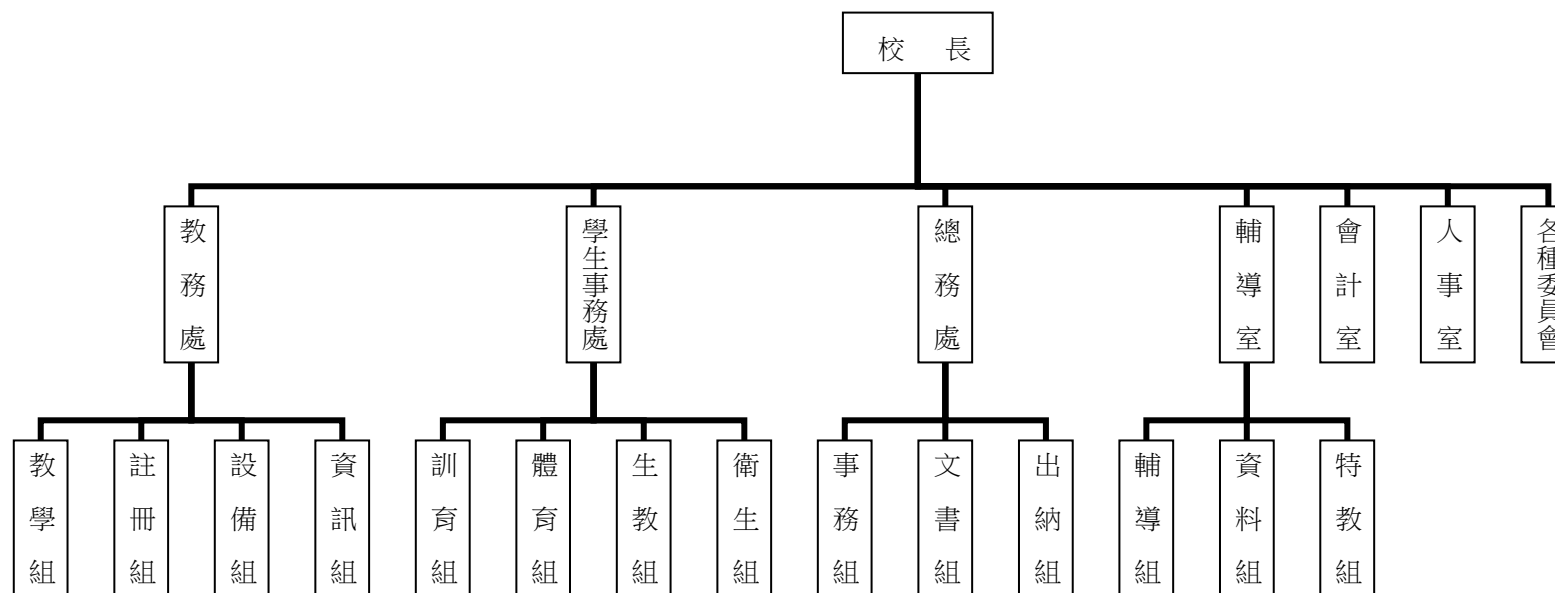 校長
教務處
學生事務處
總務處
輔導室
會計室
人事室
各種委員會
教學組
註冊組
設備組
資訊組
訓育組
體育組
生教組
衛生組
事務組
文書組
出納組
輔導組
資料組
特教組